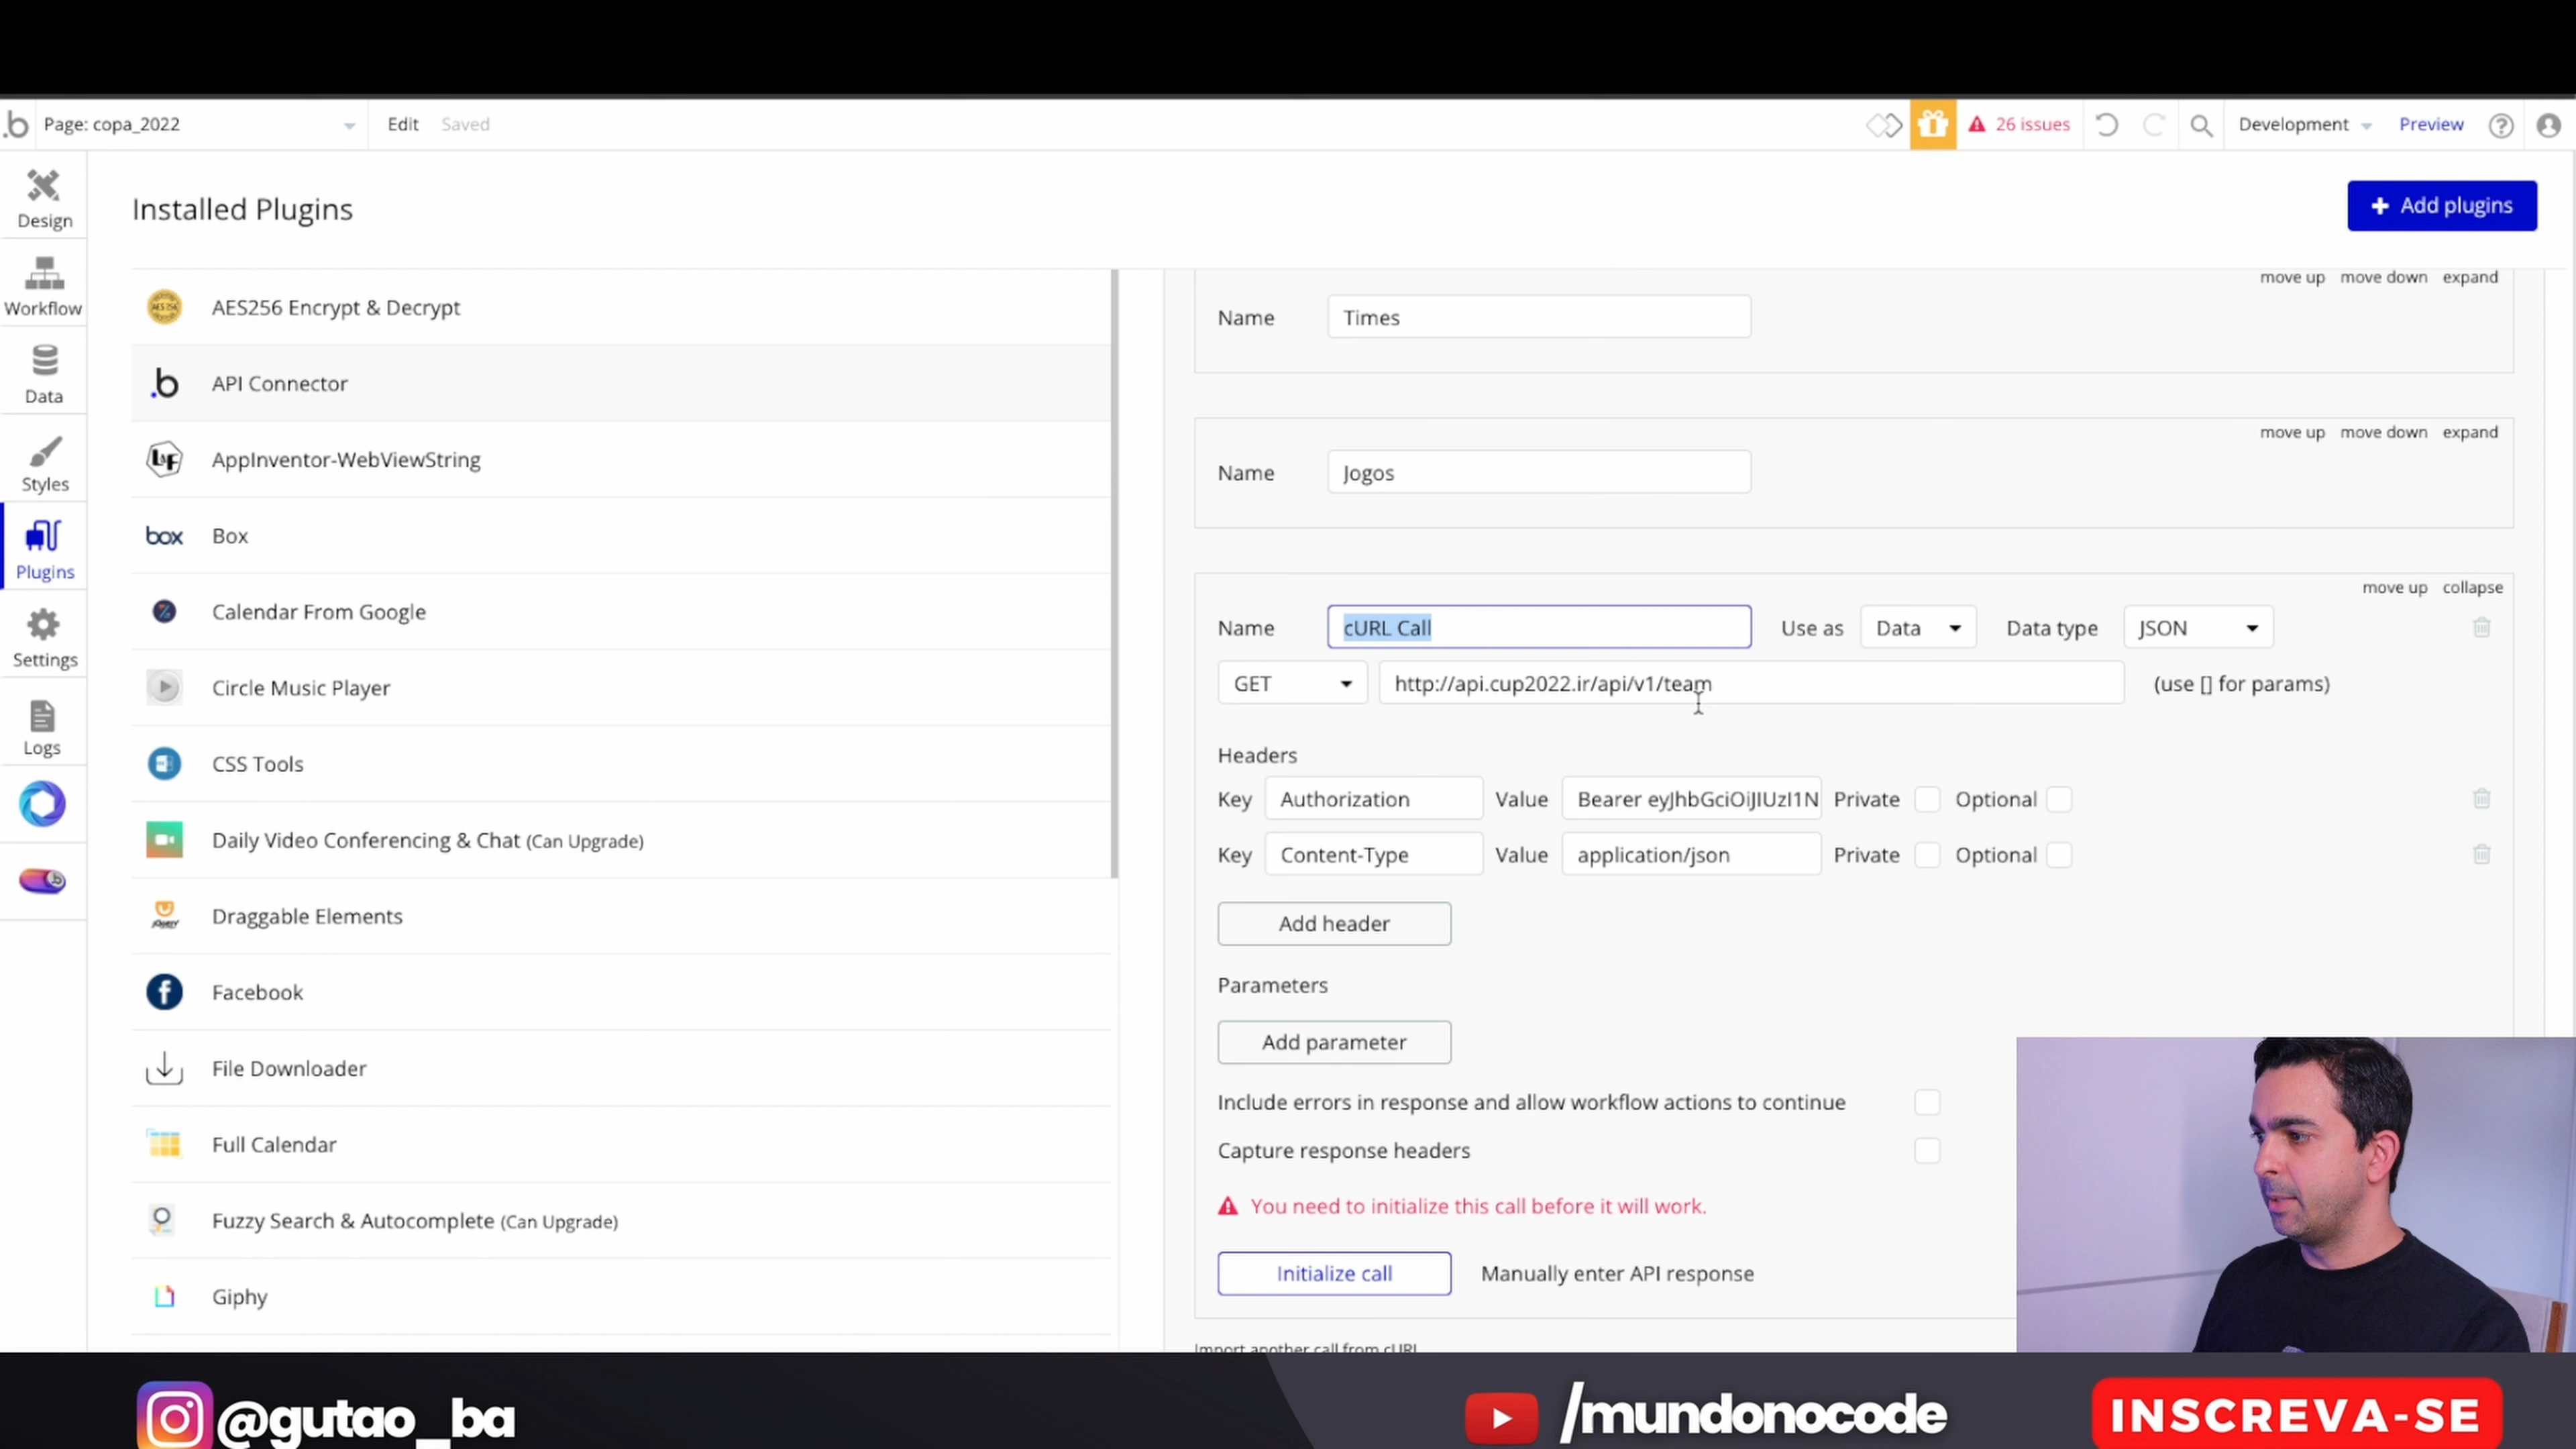 .b Page: copa_2022 Edit Saved 26 issues Development Preview
Design
Workflow
Data
Styles
Plugins
Settings
Logs
Installed Plugins
+ Add plugins
AES256 Encrypt & Decrypt
.b API Connector
AppInventor-WebViewString
box Box
Calendar From Google
Circle Music Player
CSS Tools
Daily Video Conferencing & Chat (Can Upgrade)
Draggable Elements
Facebook
File Downloader
Full Calendar
Fuzzy Search & Autocomplete (Can Upgrade)
Giphy
move up move down expand
Name Times
move up move down expand
Name Jogos
move up collapse
Name cURL Call Use as Data Data type JSON
GET http://api.cup2022.ir/api/v1/team (use [] for params)
Headers
Key Authorization Value Bearer eyJhbGciOiJIUzI1N Private Optional
Key Content-Type Value application/json Private Optional
Add header
Parameters
Add parameter
Include errors in response and allow workflow actions to continue
Capture response headers
You need to initialize this call before it will work.
Initialize call Manually enter API response
Import another call from cURL
@gutao_ba /mundonocode INSCREVA-SE